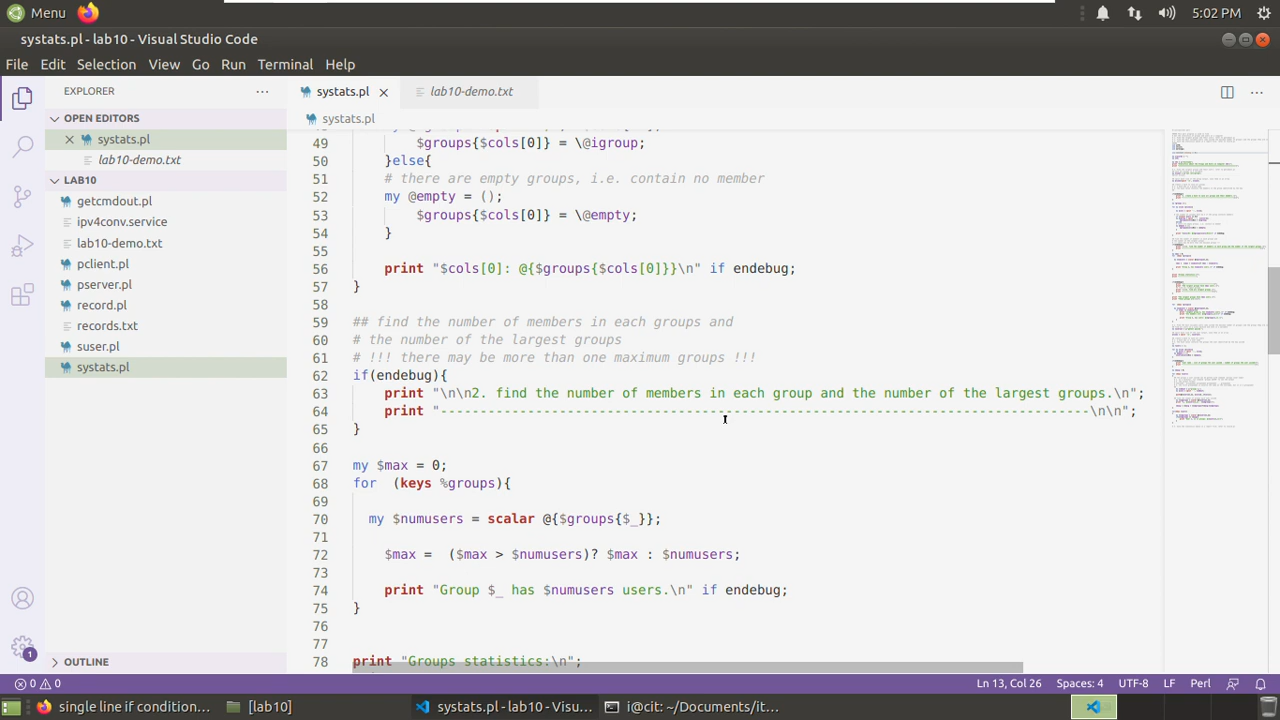 Menu
5:02 PM
systats.pl - lab10 - Visual Studio Code
File Edit Selection View Go Run Terminal Help
EXPLORER
systats.pl
lab10-demo.txt
OPEN EDITORS
systats.pl
systats.pl
lab10-demo.txt
LAB10
getcmdout.pl
ipv4conv.service
lab10-demo.txt
pclient.pl
pserver.pl
record.pl
records.txt
suser.pl
systats.pl
OUTLINE
49 $groups{$cols[0]} = \@igroup;
50 }else{
51 # there are empty groups, i.e. contain no member
52 my @empty = ();
53 $groups{$cols[0]} = \@empty;
54 }
55
56 print "$cols[0]: @{$groups{$cols[0]}}\n" if endebug;
57 }
58
59 ## find the number of members in each groups and
60 # the number of the largest groups
61 # !!! there may be more than one maximum groups !!!
62 if(endebug){
63 print "\n\n2. find the number of members in each group and the number of the largest groups.\n";
64 print "----------------------------------------------------------------------------------\n\n";
65 }
66
67 my $max = 0;
68 for (keys %groups){
69
70 my $numusers = scalar @{$groups{$_}};
71
72 $max = ($max > $numusers)? $max : $numusers;
73
74 print "Group $_ has $numusers users.\n" if endebug;
75 }
76
77
78 print "Groups statistics:\n";
0 0
Ln 13, Col 26 Spaces: 4 UTF-8 LF Perl
1
single line if condition...
[lab10]
systats.pl - lab10 - Visu...
i@cit: ~/Documents/it...